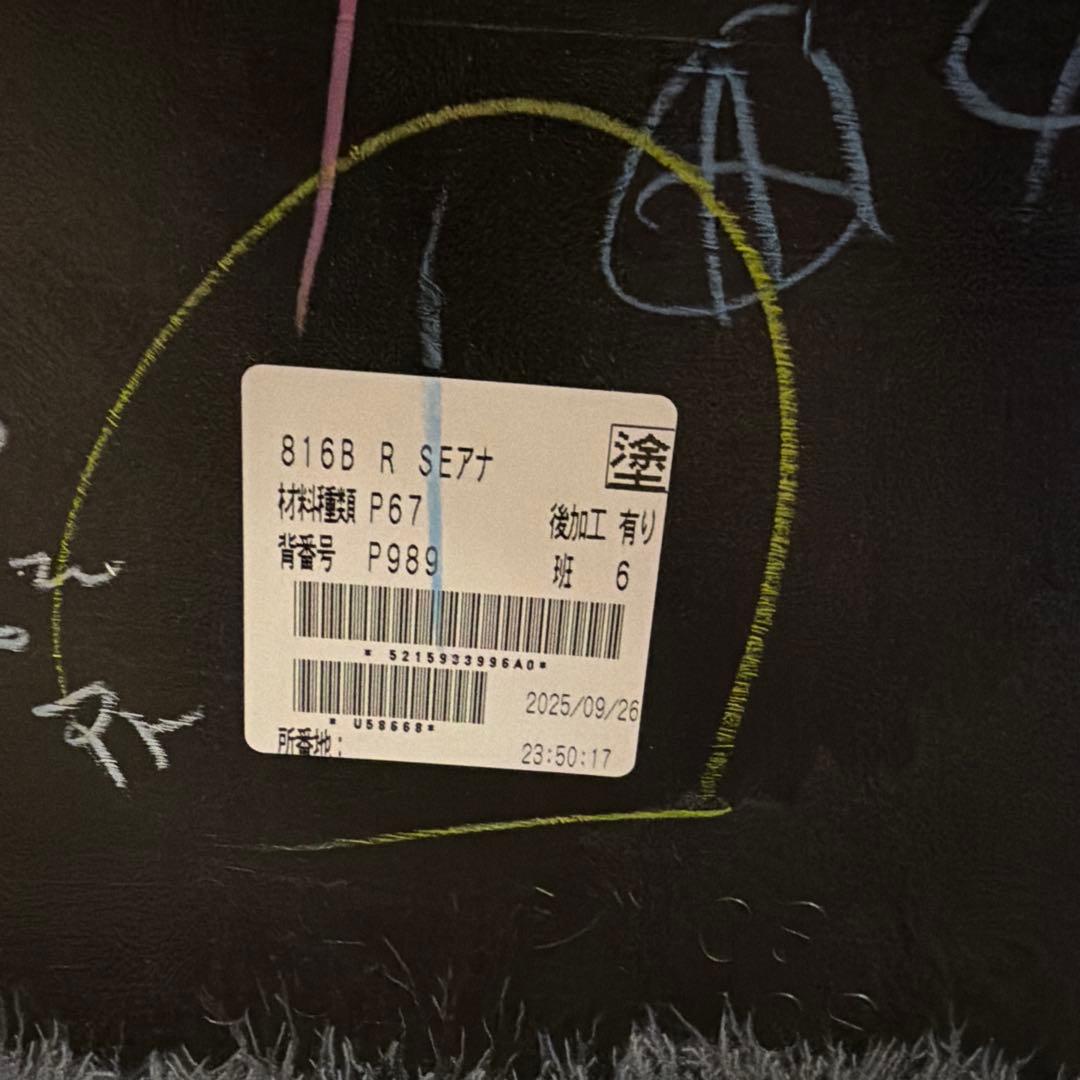 A
816B R SEアナ
塗
材料種類 P67
後加工 有り
背番号 P989
班 6
* 5215933996A0*
* U58668*
2025/09/26
所番地:
23:50:17